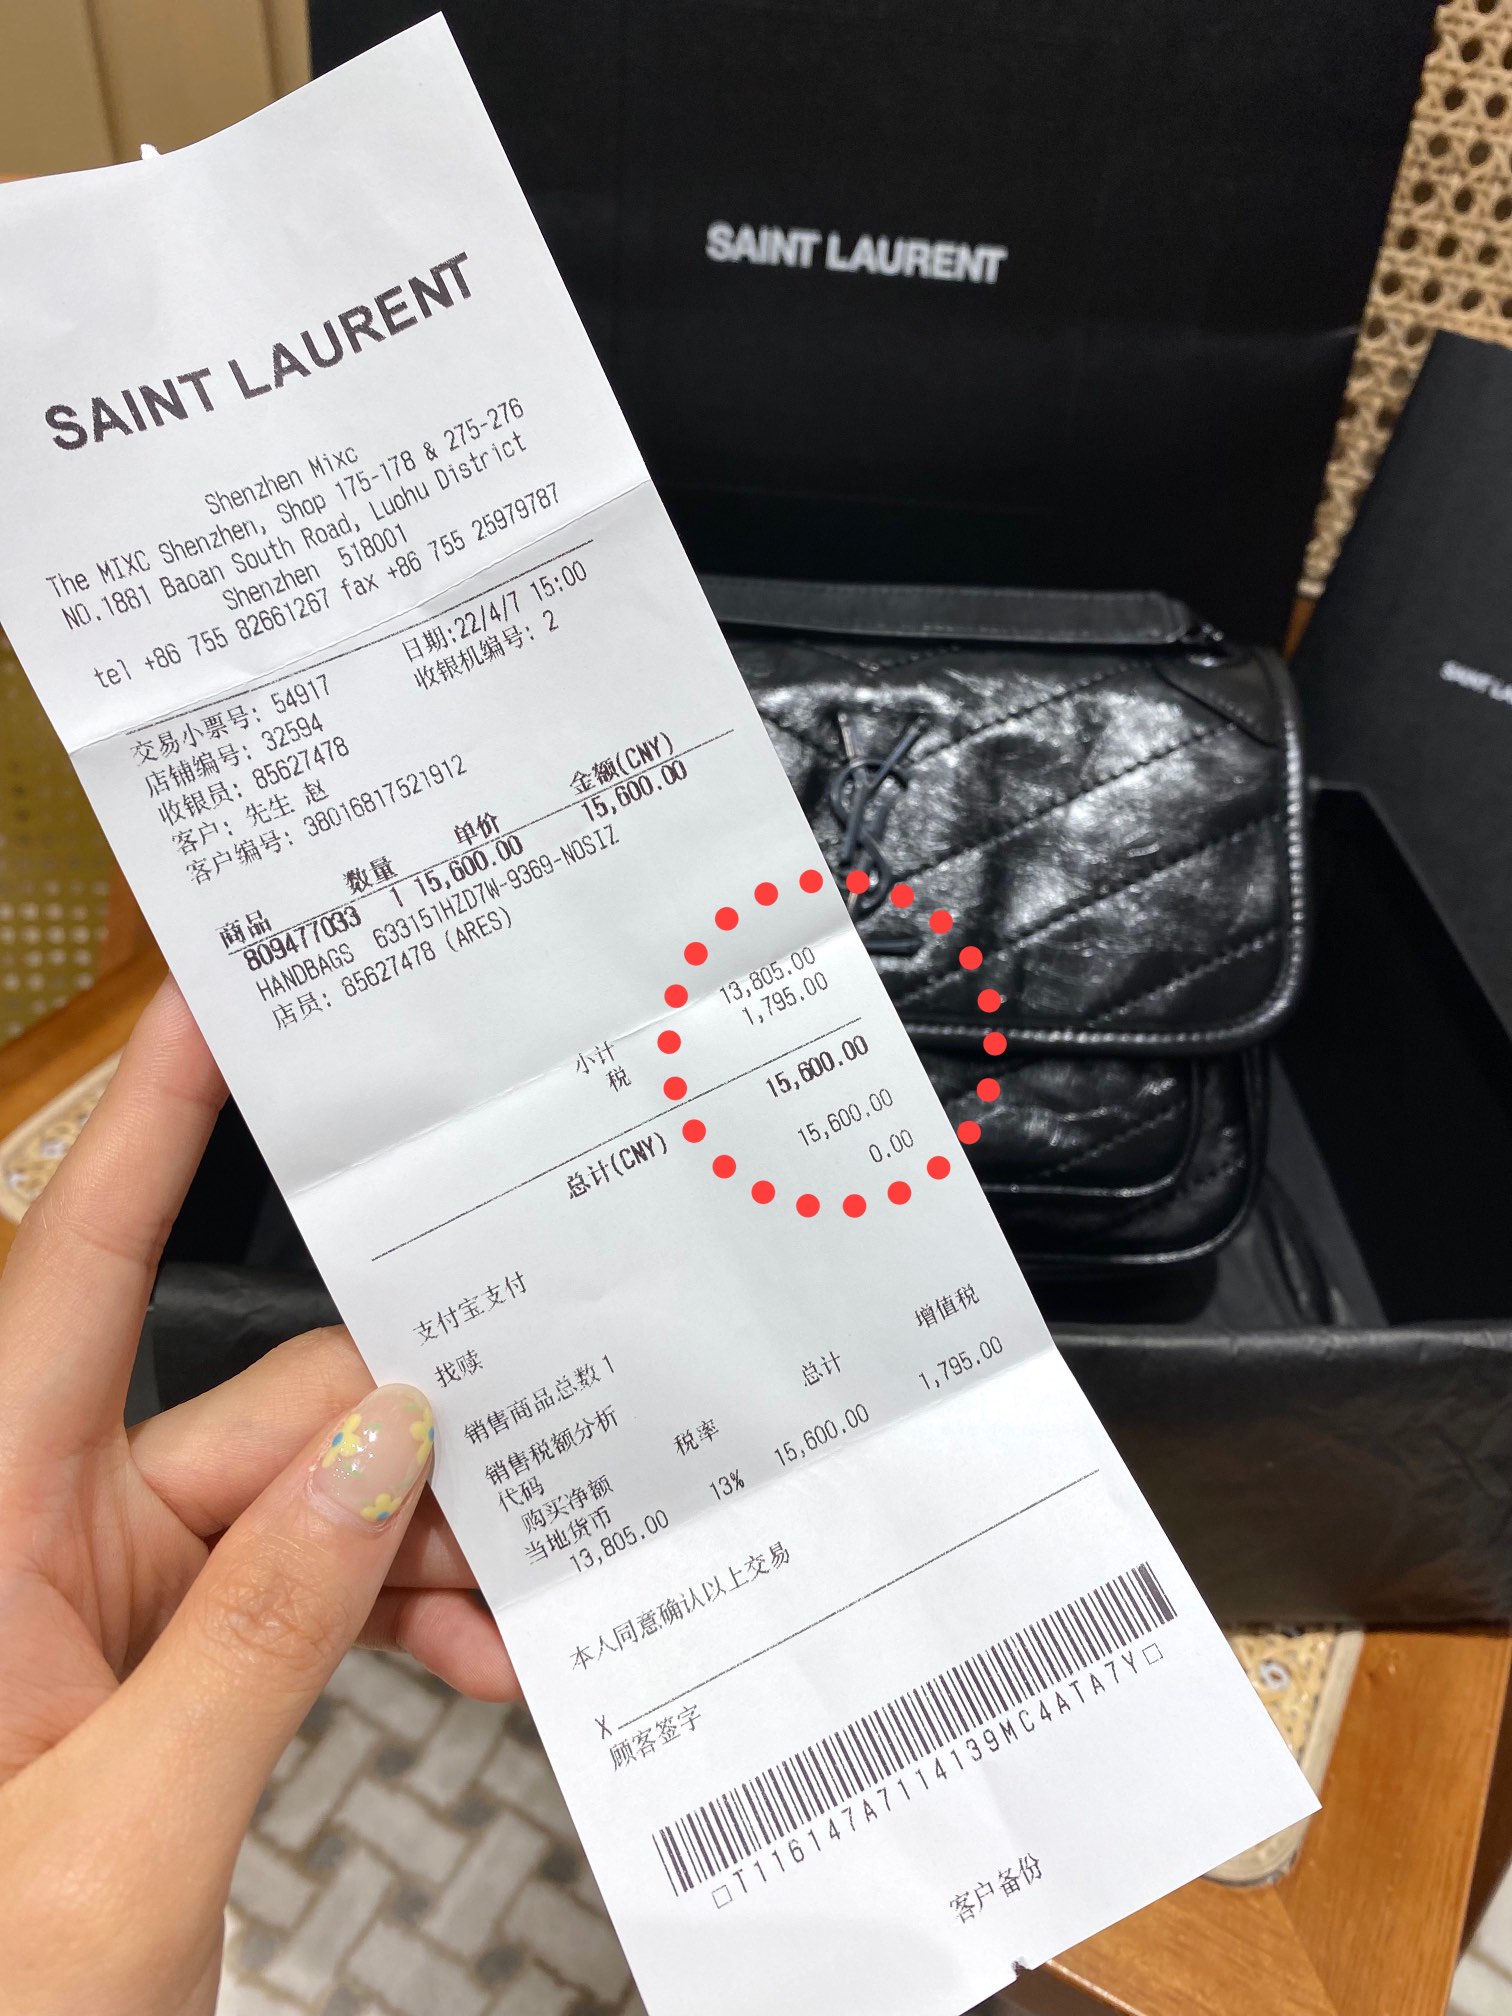 SAINT LAURENT
SAINT LAURENT
Shenzhen Mixc
The MIXC Shenzhen, Shop 175-178 & 275-276
NO.1881 Baoan South Road, Luohu District
Shenzhen 518001
tel +86 755 82661267 fax +86 755 25979787
日期:22/4/7 15:00
交易小票号: 54917
收银机编号: 2
店铺编号: 32594
收银员: 85627478
客户: 先生 赵
客户编号: 38016817521912
商品 数量 单价 金额(CNY)
809477033 1 15,600.00 15,600.00
HANDBAGS 633151HZD7W-9369-NOSIZ
店员: 85627478 (ARES)
小计 13,805.00
税 1,795.00
总计(CNY) 15,600.00
支付宝支付 15,600.00
找赎 0.00
销售商品总数 1
销售税额分析
代码 税率 总计 增值税
购买净额
当地货币 13% 15,600.00 1,795.00
13,805.00
本人同意确认以上交易
X
顾客签字
T116147A7114139MC4ATA7Y
客户备份